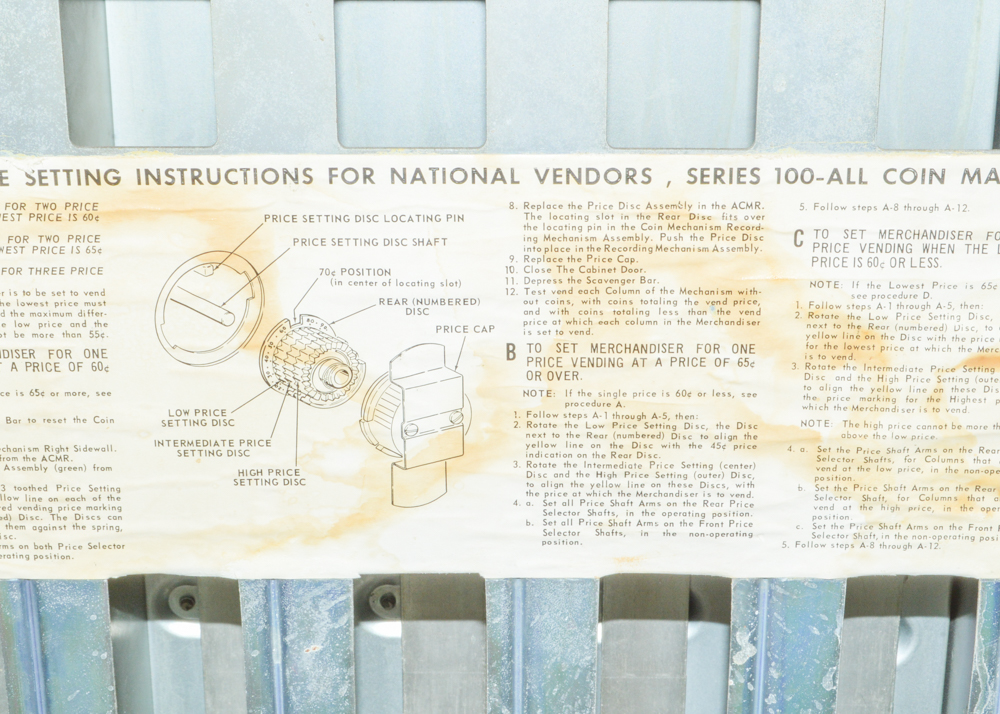 E SETTING INSTRUCTIONS FOR NATIONAL VENDORS , SERIES 100-ALL COIN MA
FOR TWO PRICE
WEST PRICE IS 60¢
FOR TWO PRICE
WEST PRICE IS 65¢
FOR THREE PRICE
er is to be set to vend
the lowest price must
d the maximum differ-
e low price and the
ot be more than 55¢.
NDISER FOR ONE
T A PRICE OF 60¢
ce is 65¢ or more, see
Bar to reset the Coin
chanism Right Sidewall.
from the ACMR.
Assembly (green) from
3 toothed Price Setting
llow line on each of the
red vending price marking
ed) Disc. The Discs can
them against the spring,
isc.
rms on both Price Selector
erating position.
PRICE SETTING DISC LOCATING PIN
PRICE SETTING DISC SHAFT
70¢ POSITION
(in center of locating slot)
REAR (NUMBERED)
DISC
PRICE CAP
LOW PRICE
SETTING DISC
INTERMEDIATE PRICE
SETTING DISC
HIGH PRICE
SETTING DISC
8. Replace the Price Disc Assembly in the ACMR.
The locating slot in the Rear Disc fits over
the locating pin in the Coin Mechanism Record-
ing Mechanism Assembly. Push the Price Disc
into place in the Recording Mechanism Assembly.
9. Replace the Price Cap.
10. Close The Cabinet Door.
11. Depress the Scavenger Bar.
12. Test vend each Column of the Mechanism with-
out coins, with coins totaling the vend price,
and with coins totaling less than the vend
price at which each column in the Merchandiser
is set to vend.
B TO SET MERCHANDISER FOR ONE
PRICE VENDING AT A PRICE OF 65¢
OR OVER.
NOTE: If the single price is 60¢ or less, see
procedure A.
1. Follow steps A-1 through A-5, then:
2. Rotate the Low Price Setting Disc, the Disc
next to the Rear (numbered) Disc to align the
yellow line on the Disc with the 45¢ price
indication on the Rear Disc.
3. Rotate the Intermediate Price Setting (center)
Disc and the High Price Setting (outer) Disc,
to align the yellow line on these Discs, with
the price at which the Merchandiser is to vend.
4. a. Set all Price Shaft Arms on the Rear Price
Selector Shafts, in the operating position.
b. Set all Price Shaft Arms on the Front Price
Selector Shafts, in the non-operating
position.
5. Follow steps A-8 through A-12.
C TO SET MERCHANDISER FO
PRICE VENDING WHEN THE L
PRICE IS 60¢ OR LESS.
NOTE: If the Lowest Price is 65¢
see procedure D.
1. Follow steps A-1 through A-5, then:
2. Rotate the Low Price Setting Disc,
next to the Rear (numbered) Disc, to
yellow line on the Disc with the price
for the lowest price at which the Merc
is to vend.
3. Rotate the Intermediate Price Setting
Disc and the High Price Setting (oute
to align the yellow line on these Dis
the price marking for the Highest p
which the Merchandiser is to vend.
NOTE: The high price cannot be more th
above the low price.
4. a. Set the Price Shaft Arms on the Rear
Selector Shafts, for Columns that
vend at the low price, in the non-ope
position.
b. Set the Price Shaft Arms on the Rear
Selector Shaft, for Columns that a
vend at the high price, in the oper
position.
c. Set the Price Shaft Arms on the Front
Selector Shaft, in the non-operating posi
5. Follow steps A-8 through A-12.